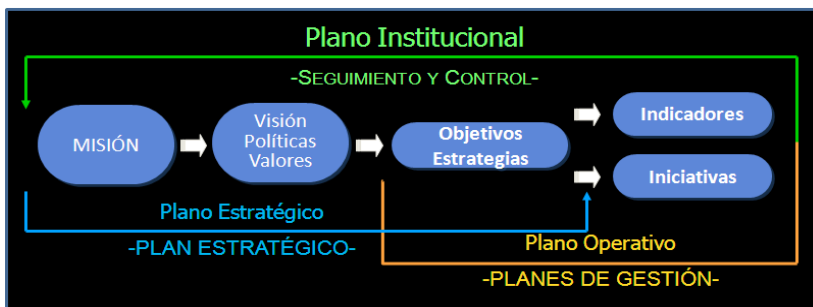 Plano Institucional
-SEGUIMIENTO Y CONTROL-
MISIÓN
Visión
Políticas
Valores
Objetivos
Estrategias
Indicadores
Iniciativas
Plano Estratégico
-PLAN ESTRATÉGICO-
Plano Operativo
-PLANES DE GESTIÓN-